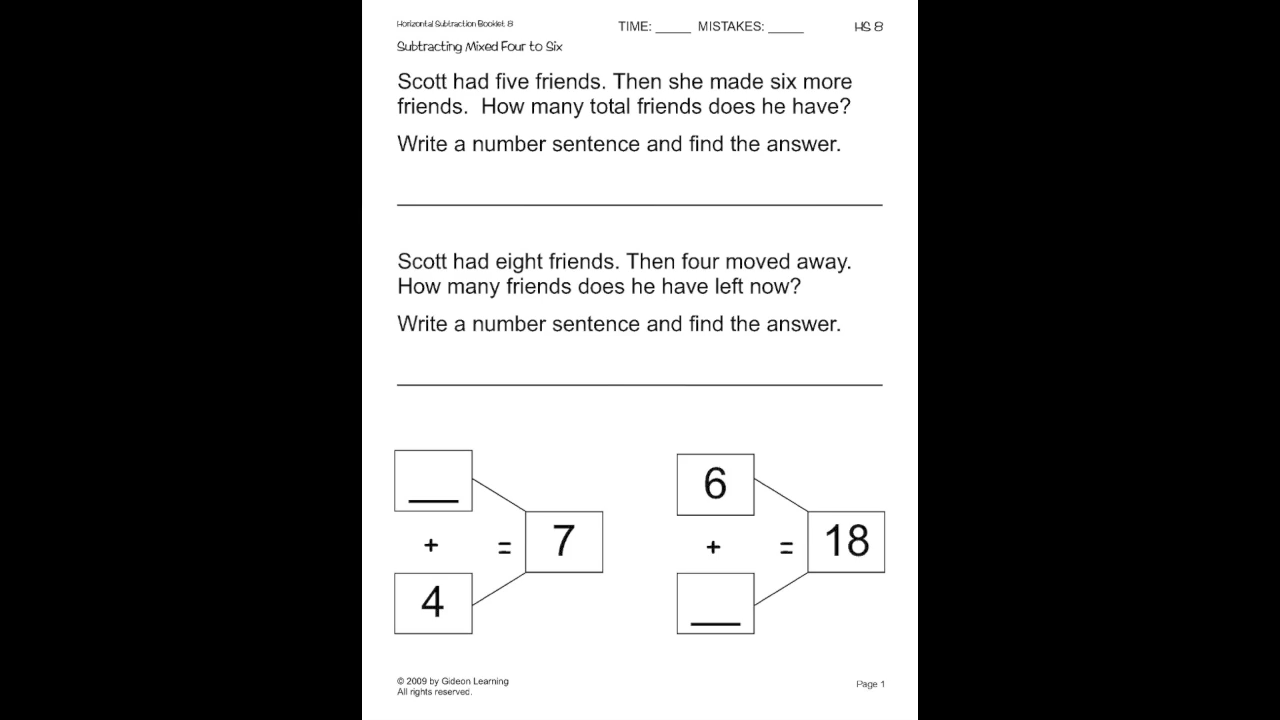 Horizontal Subtraction Booklet 8
TIME: _____ MISTAKES: _____ HS 8
Subtracting Mixed Four to Six
Scott had five friends. Then she made six more
friends. How many total friends does he have?
Write a number sentence and find the answer.
Scott had eight friends. Then four moved away.
How many friends does he have left now?
Write a number sentence and find the answer.
__
+
4
=
7
6
+
__
=
18
© 2009 by Gideon Learning
All rights reserved.
Page 1